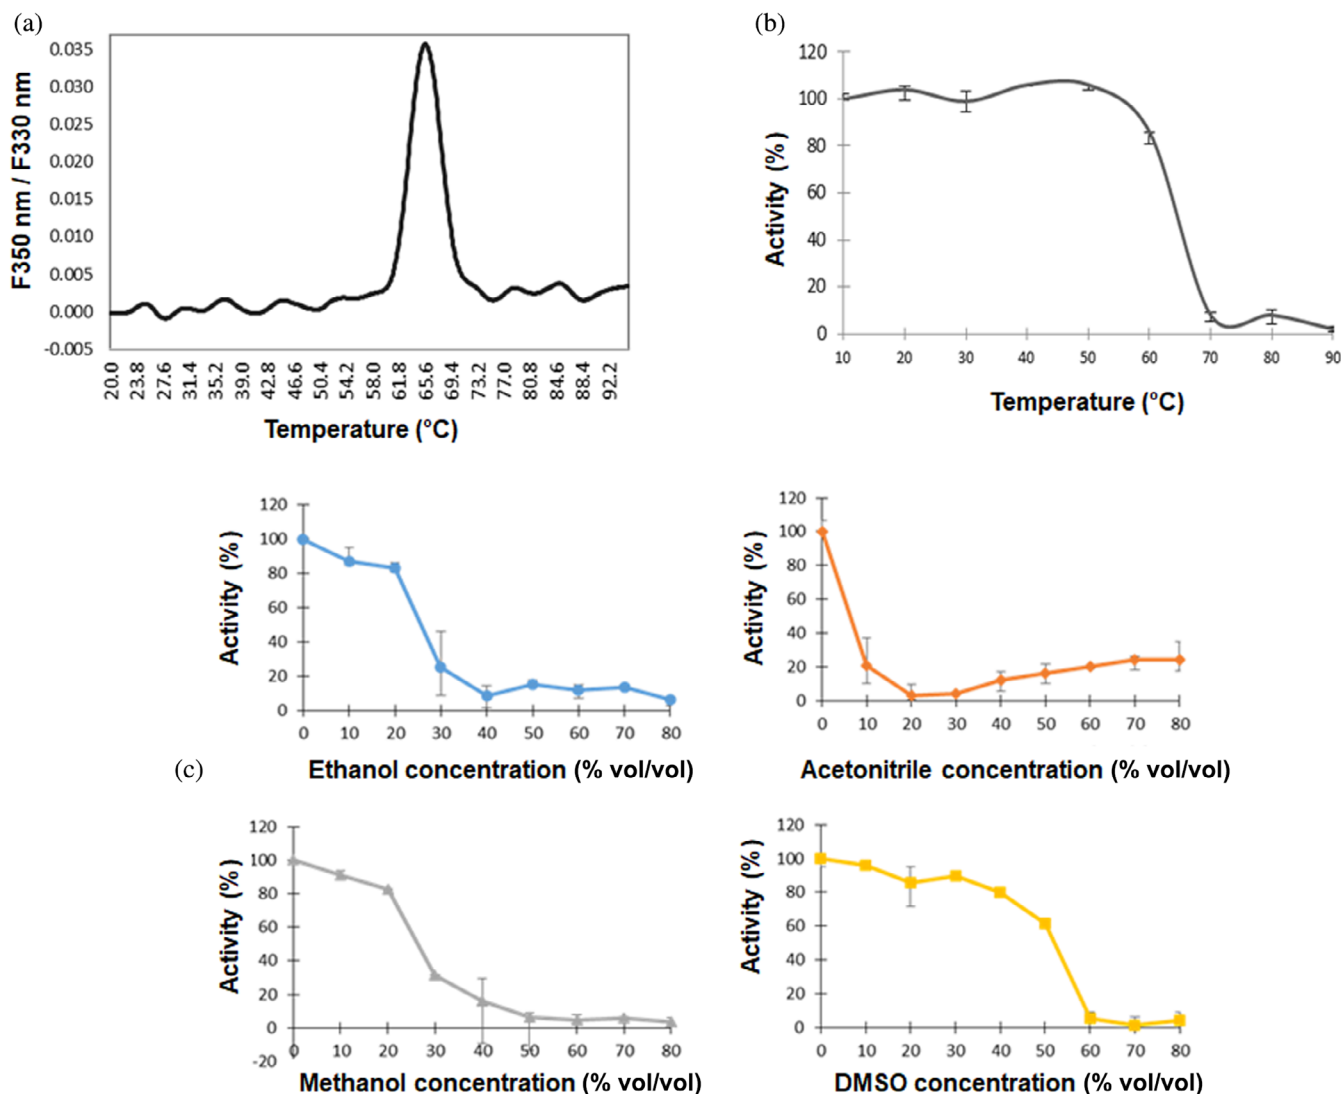 (a)
F350 nm / F330 nm
0.035
0.030
0.025
0.020
0.015
0.010
0.005
0.000
-0.005
20.0 23.8 27.6 31.4 35.2 39.0 42.8 46.6 50.4 54.2 58.0 61.8 65.6 69.4 73.2 77.0 80.8 84.6 88.4 92.2
Temperature (°C)
(b)
Activity (%)
120
100
80
60
40
20
0
10 20 30 40 50 60 70 80 90
Temperature (°C)
(c)
Activity (%)
120
100
80
60
40
20
0
0 10 20 30 40 50 60 70 80
Ethanol concentration (% vol/vol)
Activity (%)
120
100
80
60
40
20
0
0 10 20 30 40 50 60 70 80
Acetonitrile concentration (% vol/vol)
Activity (%)
120
100
80
60
40
20
0
-20
0 10 20 30 40 50 60 70 80
Methanol concentration (% vol/vol)
Activity (%)
120
100
80
60
40
20
0
0 10 20 30 40 50 60 70 80
DMSO concentration (% vol/vol)